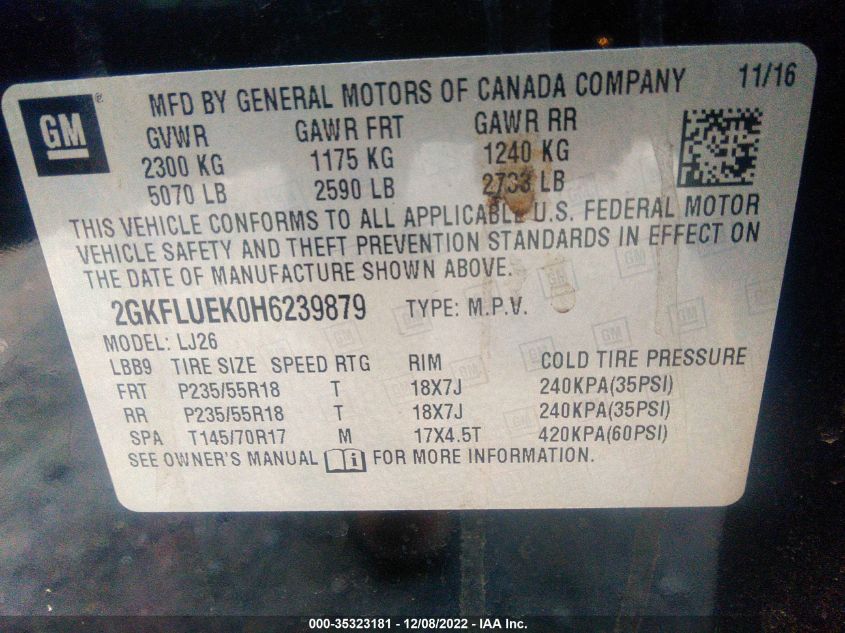 GM ® MFD BY GENERAL MOTORS OF CANADA COMPANY 11/16
GVWR GAWR FRT GAWR RR
2300 KG 1175 KG 1240 KG
5070 LB 2590 LB 2733 LB
THIS VEHICLE CONFORMS TO ALL APPLICABLE U.S. FEDERAL MOTOR
VEHICLE SAFETY AND THEFT PREVENTION STANDARDS IN EFFECT ON
THE DATE OF MANUFACTURE SHOWN ABOVE.
2GKFLUEK0H6239879 TYPE: M.P.V.
MODEL: LJ26
LBB9 TIRE SIZE SPEED RTG RIM COLD TIRE PRESSURE
FRT P235/55R18 T 18X7J 240KPA(35PSI)
RR P235/55R18 T 18X7J 240KPA(35PSI)
SPA T145/70R17 M 17X4.5T 420KPA(60PSI)
SEE OWNER'S MANUAL i FOR MORE INFORMATION.
000-35323181 - 12/08/2022 - IAA Inc.